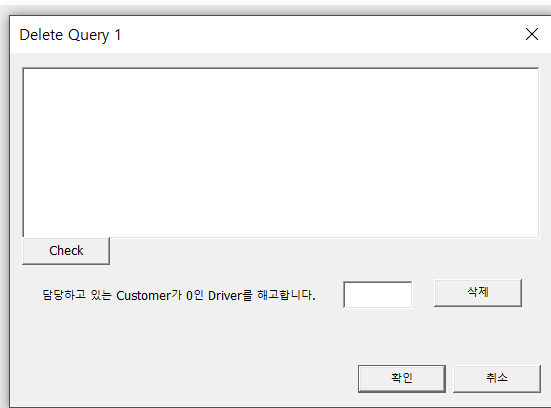 Delete Query 1
Check
담당하고 있는 Customer가 0인 Driver를 해고합니다.
삭제
확인
취소